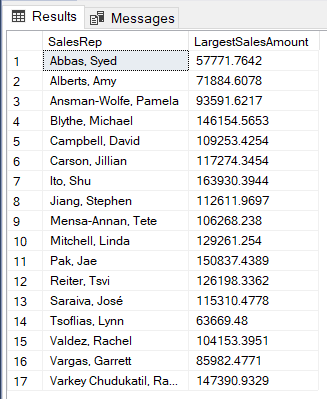 Results Messages
SalesRep LargestSalesAmount
1 Abbas, Syed 57771.7642
2 Alberts, Amy 71884.6078
3 Ansman-Wolfe, Pamela 93591.6217
4 Blythe, Michael 146154.5653
5 Campbell, David 109253.4254
6 Carson, Jillian 117274.3454
7 Ito, Shu 163930.3944
8 Jiang, Stephen 112611.9697
9 Mensa-Annan, Tete 106268.238
10 Mitchell, Linda 129261.254
11 Pak, Jae 150837.4389
12 Reiter, Tsvi 126198.3362
13 Saraiva, José 115310.4778
14 Tsoflias, Lynn 63669.48
15 Valdez, Rachel 104153.3951
16 Vargas, Garrett 85982.4771
17 Varkey Chudukatil, Ra... 147390.9329